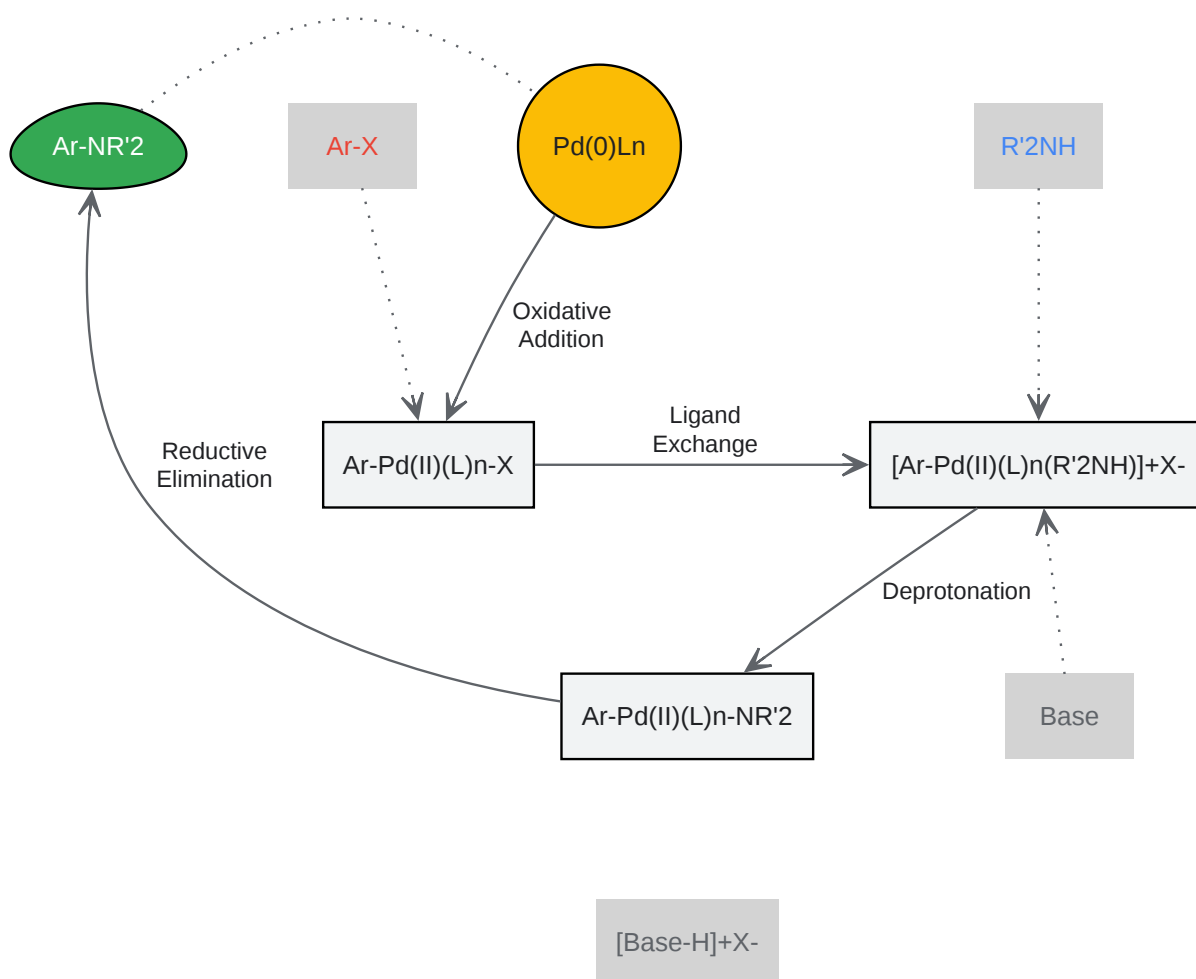 Ar-NR'2
Ar-X
Pd(0)Ln
R'2NH
Oxidative
Addition
Ligand
Exchange
Reductive
Elimination
Ar-Pd(II)(L)n-X
[Ar-Pd(II)(L)n(R'2NH)]+X-
Deprotonation
Ar-Pd(II)(L)n-NR'2
Base
[Base-H]+X-